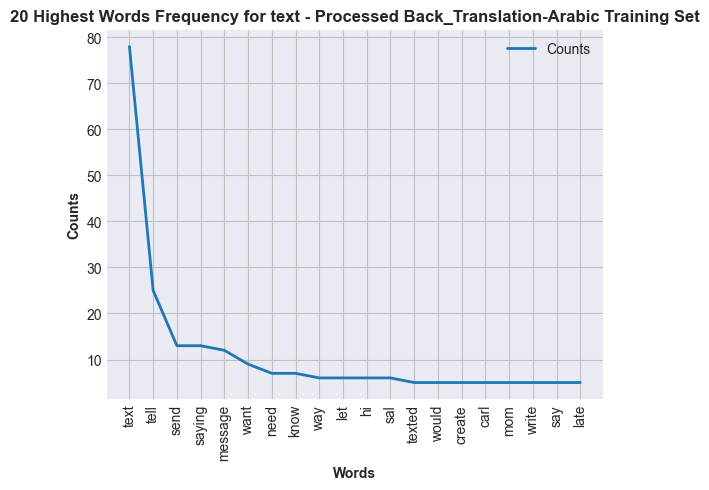 20 Highest Words Frequency for text - Processed Back_Translation-Arabic Training Set
Counts
80
70
60
50
40
30
20
10
Counts
text
tell
send
saying
message
want
need
know
way
let
hi
sal
texted
would
create
carl
mom
write
say
late
Words